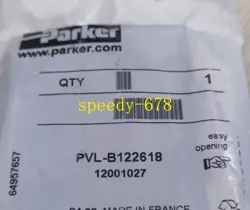 Parker
www.parker.com
QTY
1
speedy-678
easy
opening
PVL-B122618
12001027
64957657
MADE IN FRANCE